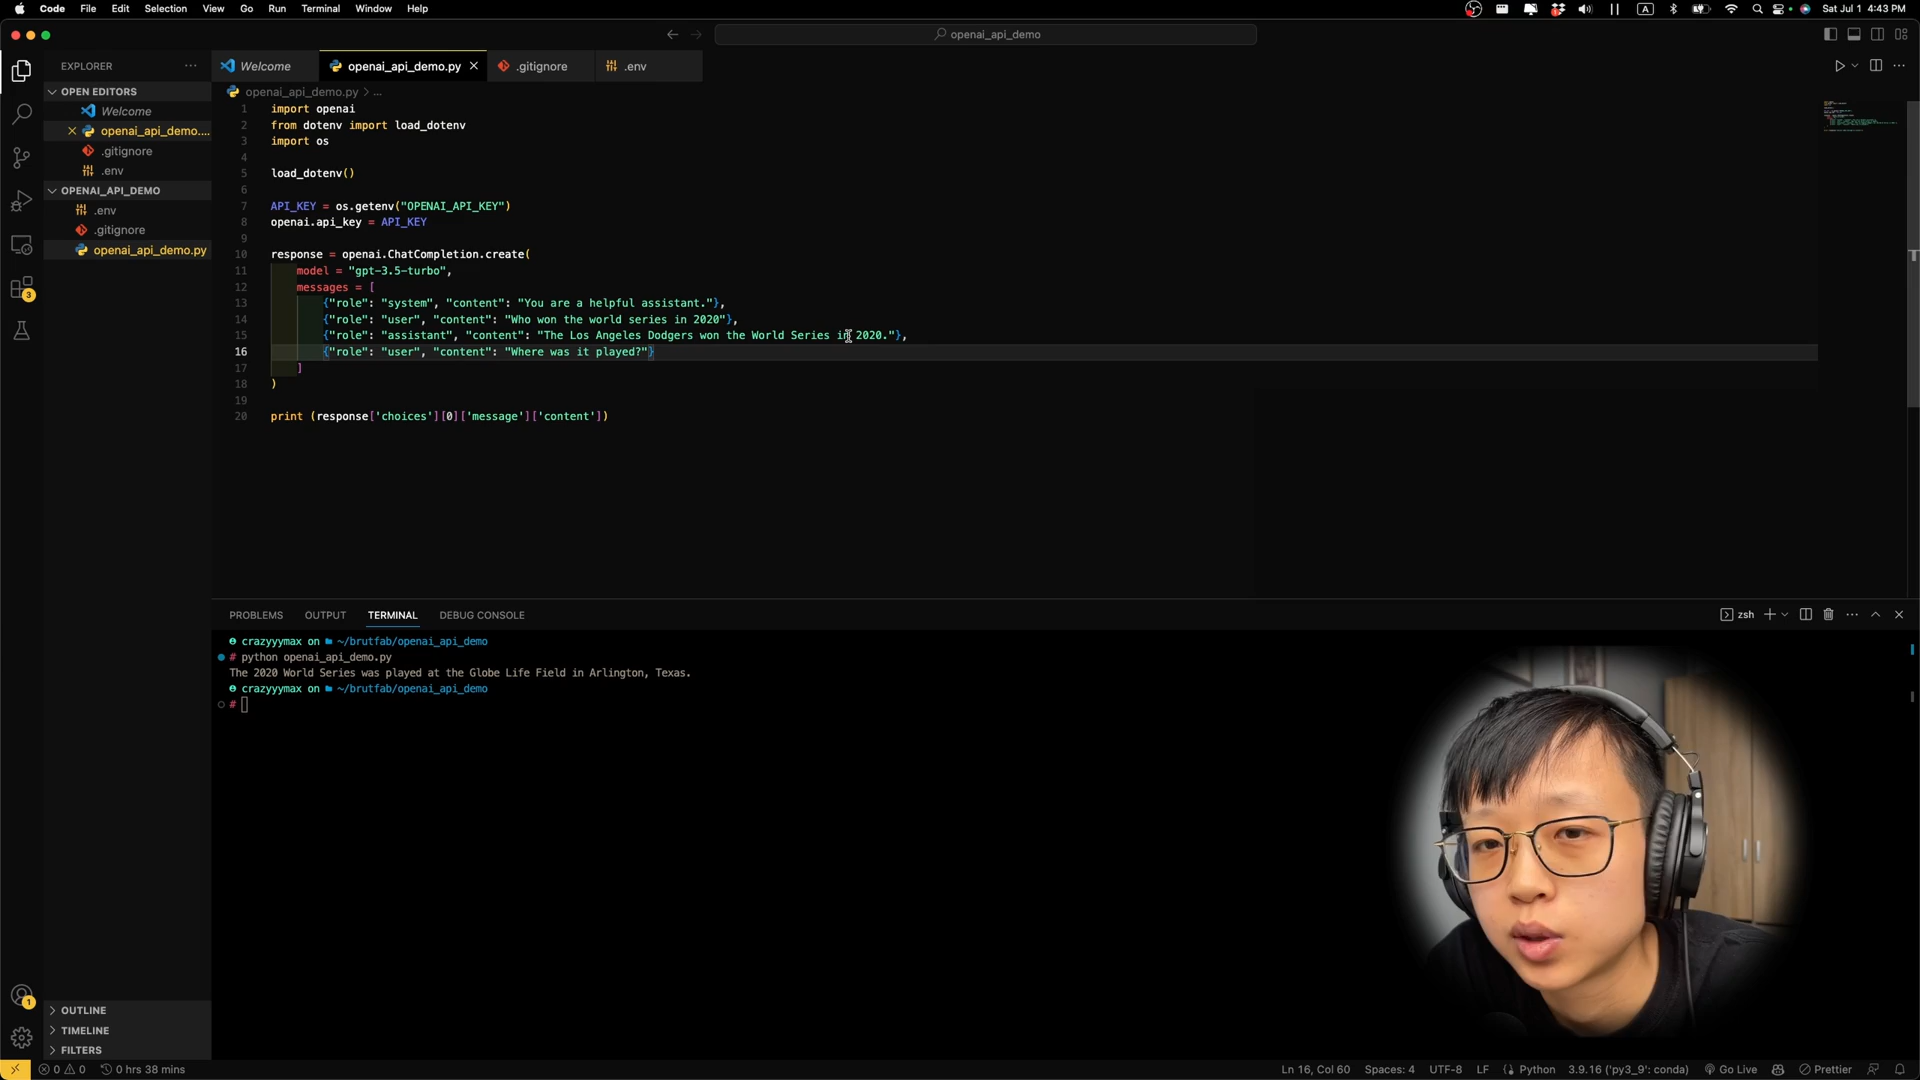 Code File Edit Selection View Go Run Terminal Window Help
A Sat Jul 1 4:43 PM
openai_api_demo
EXPLORER
Welcome openai_api_demo.py .gitignore .env
OPEN EDITORS
Welcome
openai_api_demo....
.gitignore
.env
OPENAI_API_DEMO
.env
.gitignore
openai_api_demo.py
openai_api_demo.py > ...
1 import openai
2 from dotenv import load_dotenv
3 import os
4
5 load_dotenv()
6
7 API_KEY = os.getenv("OPENAI_API_KEY")
8 openai.api_key = API_KEY
9
10 response = openai.ChatCompletion.create(
11 model = "gpt-3.5-turbo",
12 messages = [
13 {"role": "system", "content": "You are a helpful assistant."},
14 {"role": "user", "content": "Who won the world series in 2020"},
15 {"role": "assistant", "content": "The Los Angeles Dodgers won the World Series in 2020."},
16 {"role": "user", "content": "Where was it played?"}
17 ]
18 )
19
20 print (response['choices'][0]['message']['content'])
3
PROBLEMS OUTPUT TERMINAL DEBUG CONSOLE
zsh
crazyyymax on ~/brutfab/openai_api_demo
# python openai_api_demo.py
The 2020 World Series was played at the Globe Life Field in Arlington, Texas.
crazyyymax on ~/brutfab/openai_api_demo
#
1
OUTLINE
TIMELINE
FILTERS
0 0 0 hrs 38 mins
Ln 16, Col 60 Spaces: 4 UTF-8 LF Python 3.9.16 ('py3_9': conda) Go Live Prettier